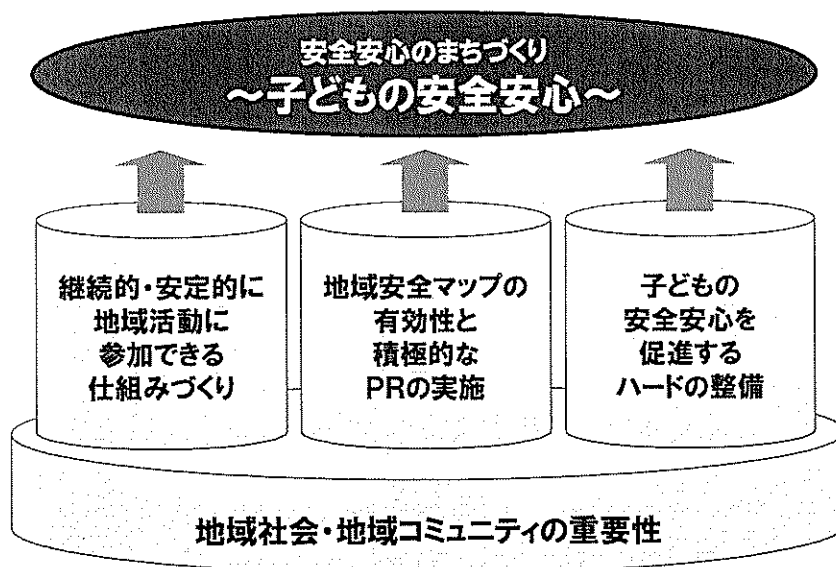 安全安心のまちづくり
～子どもの安全安心～
継続的・安定的に
地域活動に
参加できる
仕組みづくり
地域安全マップの
有効性と
積極的な
PRの実施
子どもの
安全安心を
促進する
ハードの整備
地域社会・地域コミュニティの重要性